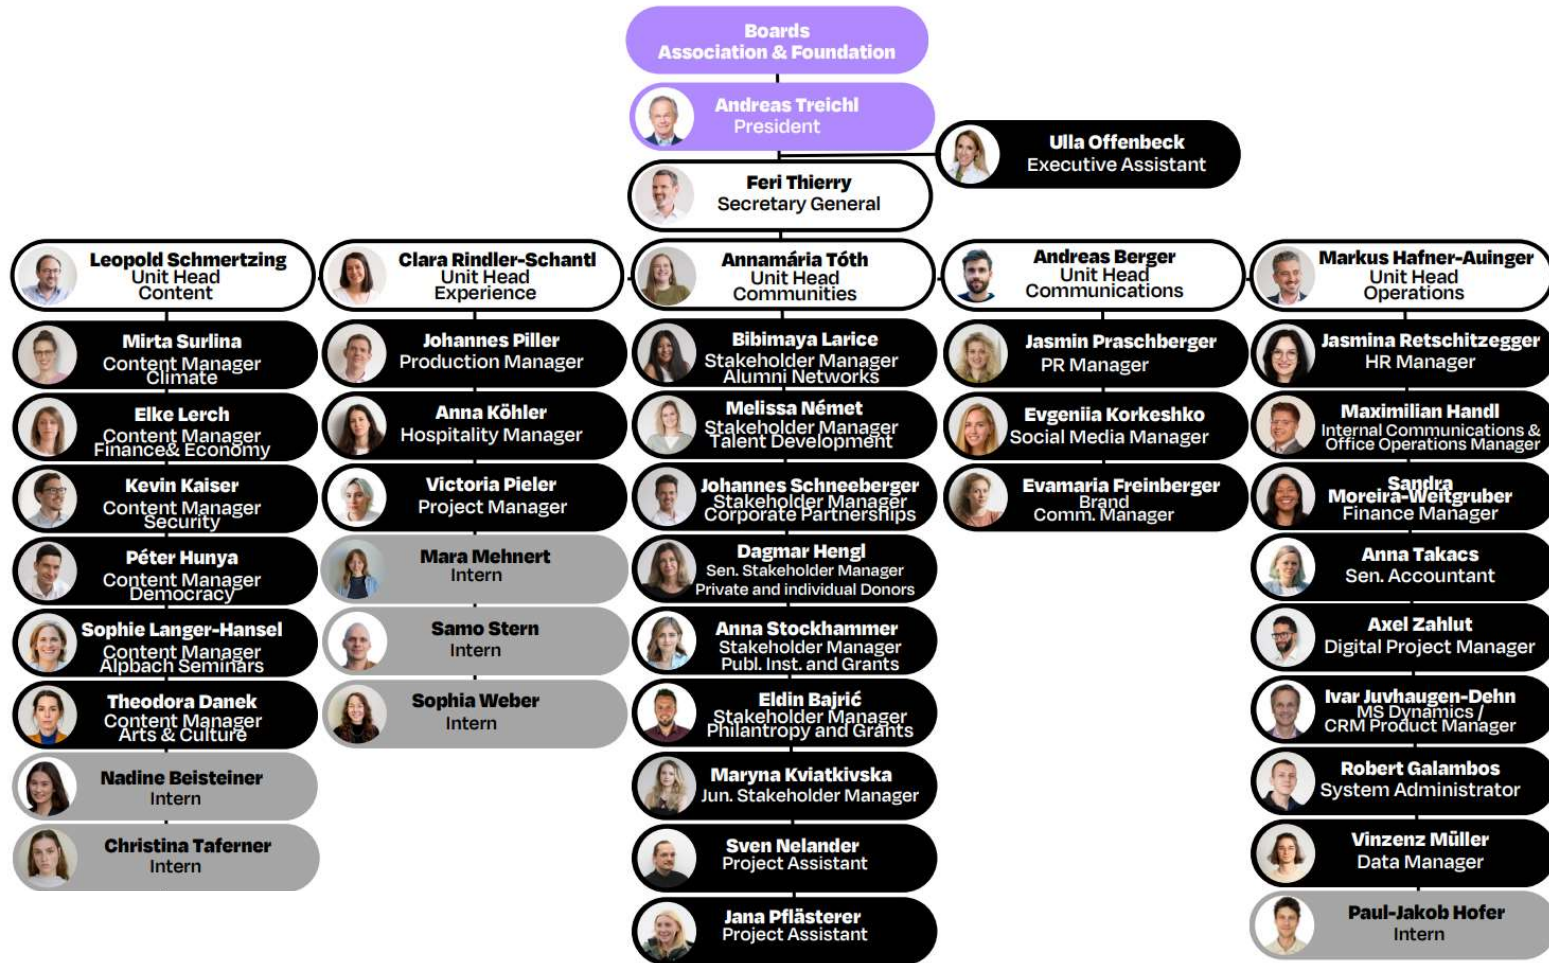 Boards
Association & Foundation
Andreas Treichl
President
Ulla Offenbeck
Executive Assistant
Feri Thierry
Secretary General
Leopold Schmertzing
Unit Head
Content
Mirta Surlina
Content Manager
Climate
Elke Lerch
Content Manager
Finance& Economy
Kevin Kaiser
Content Manager
Security
Péter Hunya
Content Manager
Democracy
Sophie Langer-Hansel
Content Manager
Alpbach Seminars
Theodora Danek
Content Manager
Arts & Culture
Nadine Beisteiner
Intern
Christina Taferner
Intern
Clara Rindler-Schantl
Unit Head
Experience
Johannes Piller
Production Manager
Anna Köhler
Hospitality Manager
Victoria Pieler
Project Manager
Mara Mehnert
Intern
Samo Stern
Intern
Sophia Weber
Intern
Annamária Tóth
Unit Head
Communities
Bibimaya Larice
Stakeholder Manager
Alumni Networks
Melissa Német
Stakeholder Manager
Talent Development
Johannes Schneeberger
Stakeholder Manager
Corporate Partnerships
Dagmar Hengl
Sen. Stakeholder Manager
Private and individual Donors
Anna Stockhammer
Stakeholder Manager
Publ. Inst. and Grants
Eldin Bajrić
Stakeholder Manager
Philantropy and Grants
Maryna Kviatkivska
Jun. Stakeholder Manager
Sven Nelander
Project Assistant
Jana Pflästerer
Project Assistant
Andreas Berger
Unit Head
Communications
Jasmin Praschberger
PR Manager
Evgeniia Korkeshko
Social Media Manager
Evamaria Freinberger
Brand
Comm. Manager
Markus Hafner-Auinger
Unit Head
Operations
Jasmina Retschitzegger
HR Manager
Maximilian Handl
Internal Communications &
Office Operations Manager
Sandra
Moreira-Weitgruber
Finance Manager
Anna Takacs
Sen. Accountant
Axel Zahlut
Digital Project Manager
Ivar Juvhaugen-Dehn
MS Dynamics /
CRM Product Manager
Robert Galambos
System Administrator
Vinzenz Müller
Data Manager
Paul-Jakob Hofer
Intern